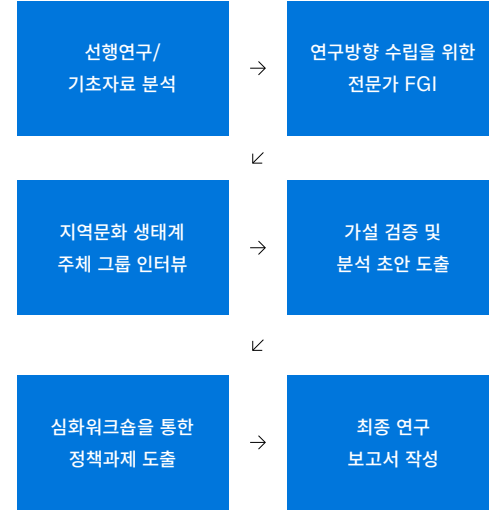 선행연구/
기초자료 분석
연구방향 수립을 위한
전문가 FGI
지역문화 생태계
주체 그룹 인터뷰
가설 검증 및
분석 초안 도출
심화워크숍을 통한
정책과제 도출
최종 연구
보고서 작성